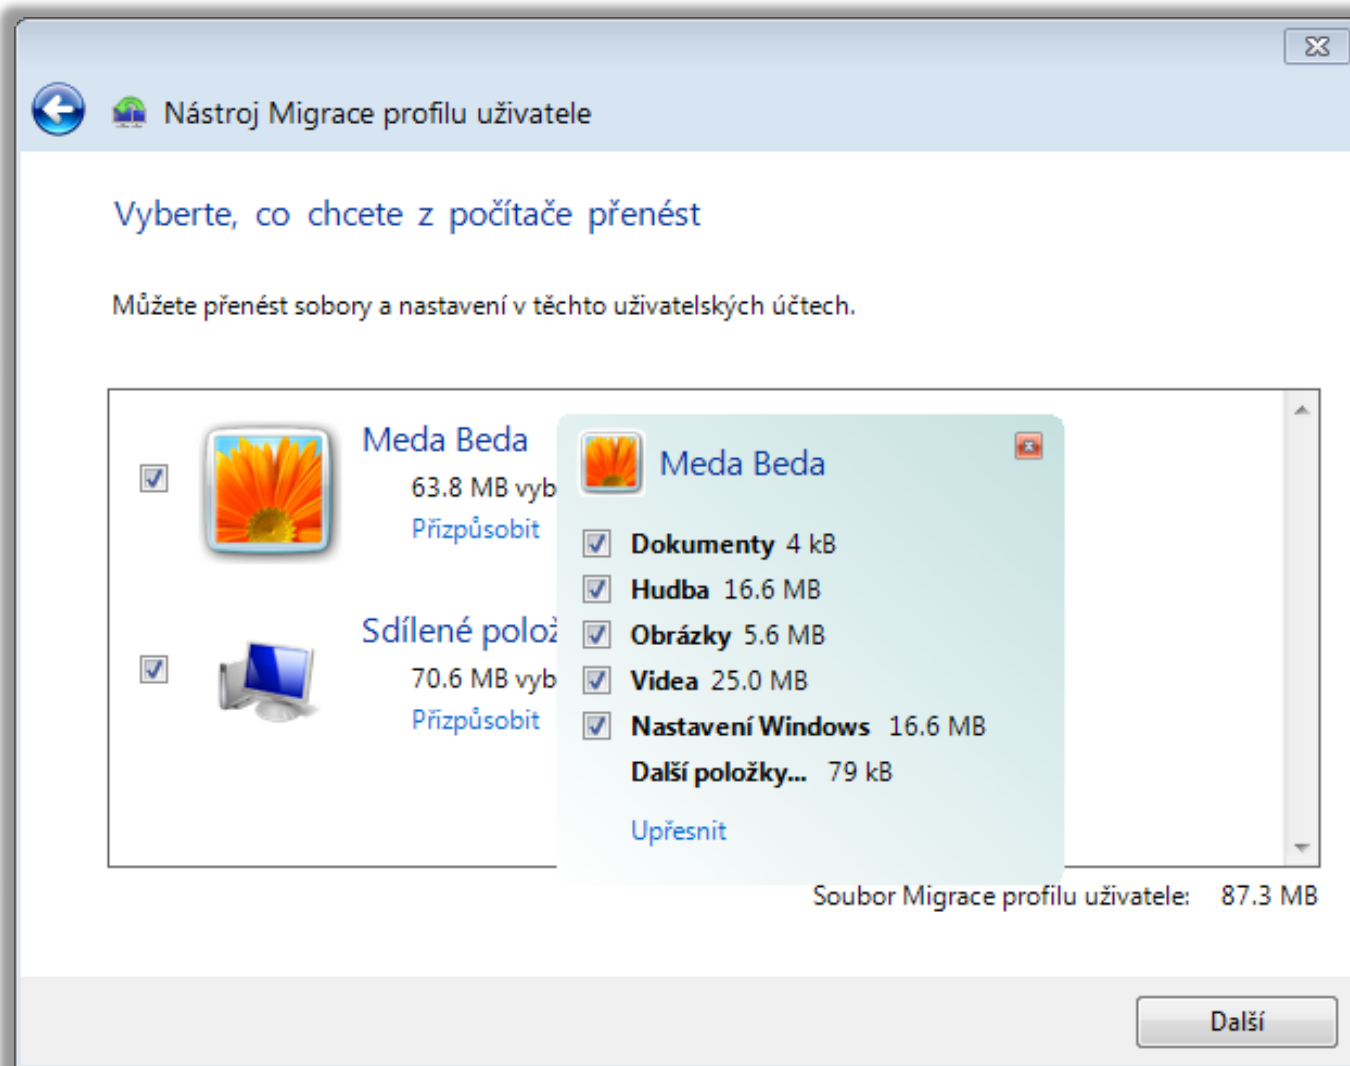 Nástroj Migrace profilu uživatele
Vyberte, co chcete z počítače přenést
Můžete přenést sobory a nastavení v těchto uživatelských účtech.
Meda Beda
63.8 MB
Přizpůsobit
Sdílené
70.6 MB
Přizpůsobit
Meda Beda
Dokumenty 4 kB
Hudba 16.6 MB
Obrázky 5.6 MB
Videa 25.0 MB
Nastavení Windows 16.6 MB
Další položky... 79 kB
Upřesnit
Soubor Migrace profilu uživatele: 87.3 MB
Další